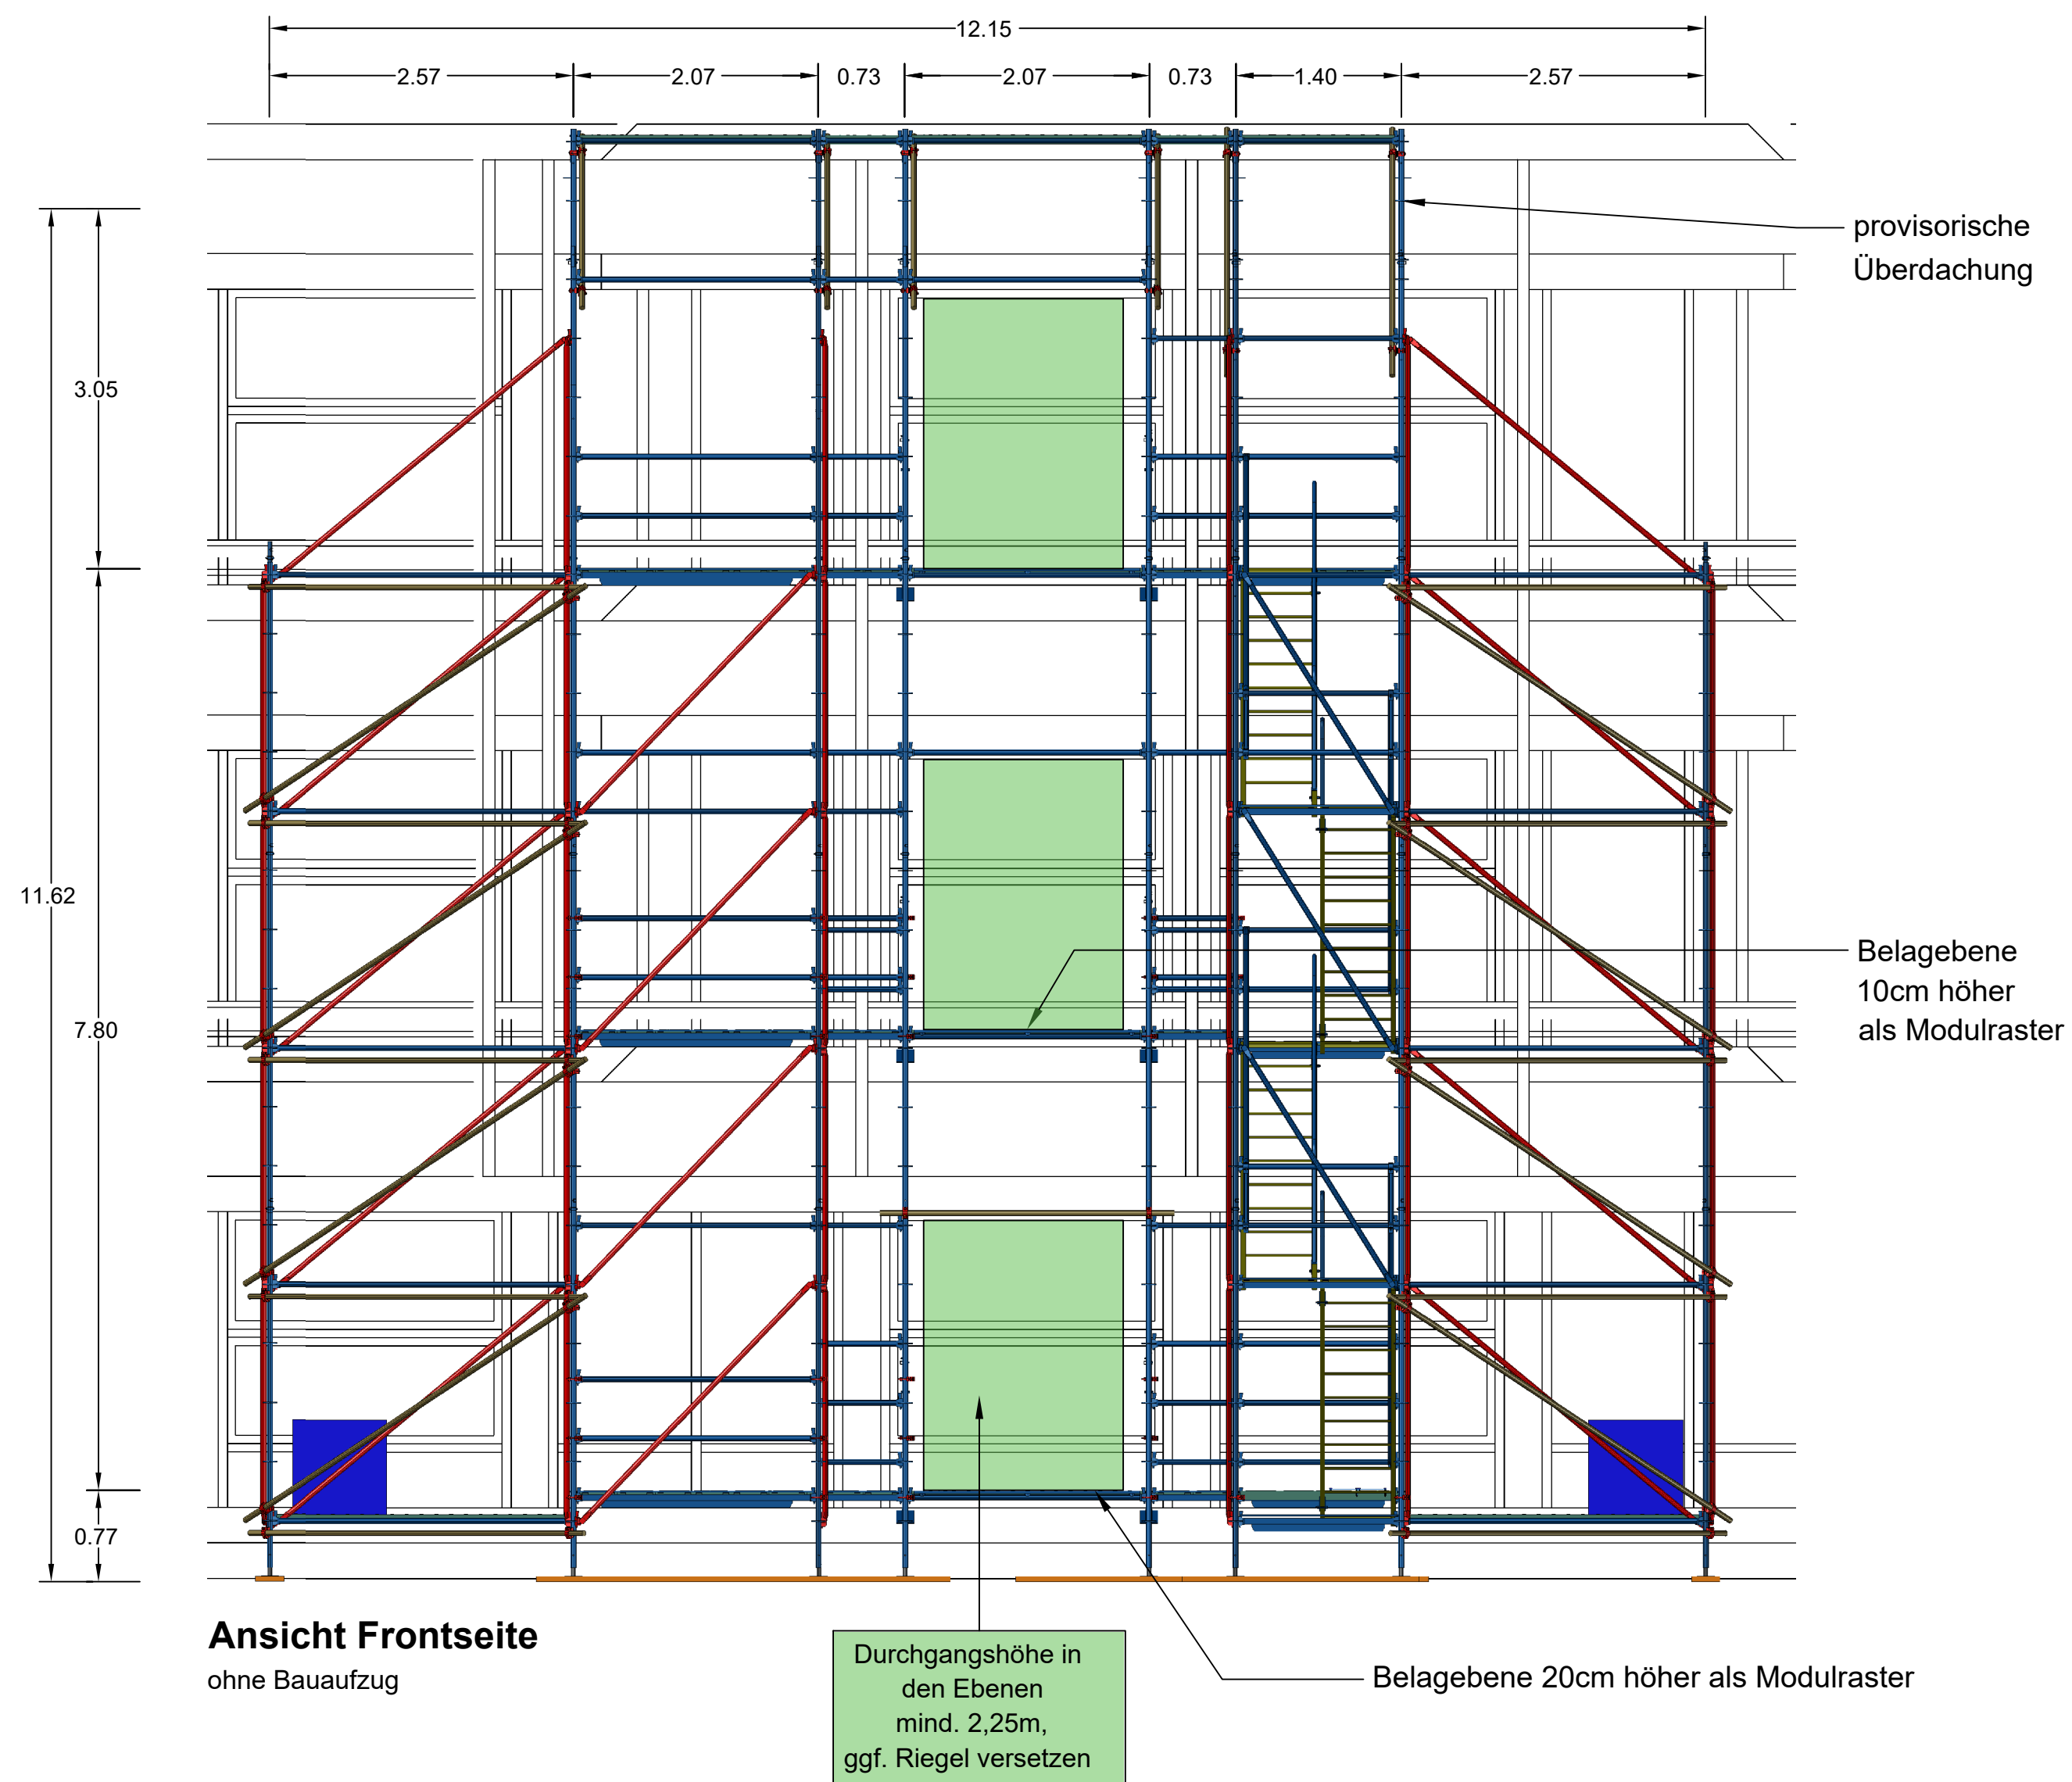 12.15
2.57 2.07 0.73 2.07 0.73 1.40 2.57
provisorische
Überdachung
3.05
11.62
Belagebene
10cm höher
als Modulraster
7.80
0.77
Ansicht Frontseite
ohne Bauaufzug
Durchgangshöhe in
den Ebenen
mind. 2,25m,
ggf. Riegel versetzen
Belagebene 20cm höher als Modulraster